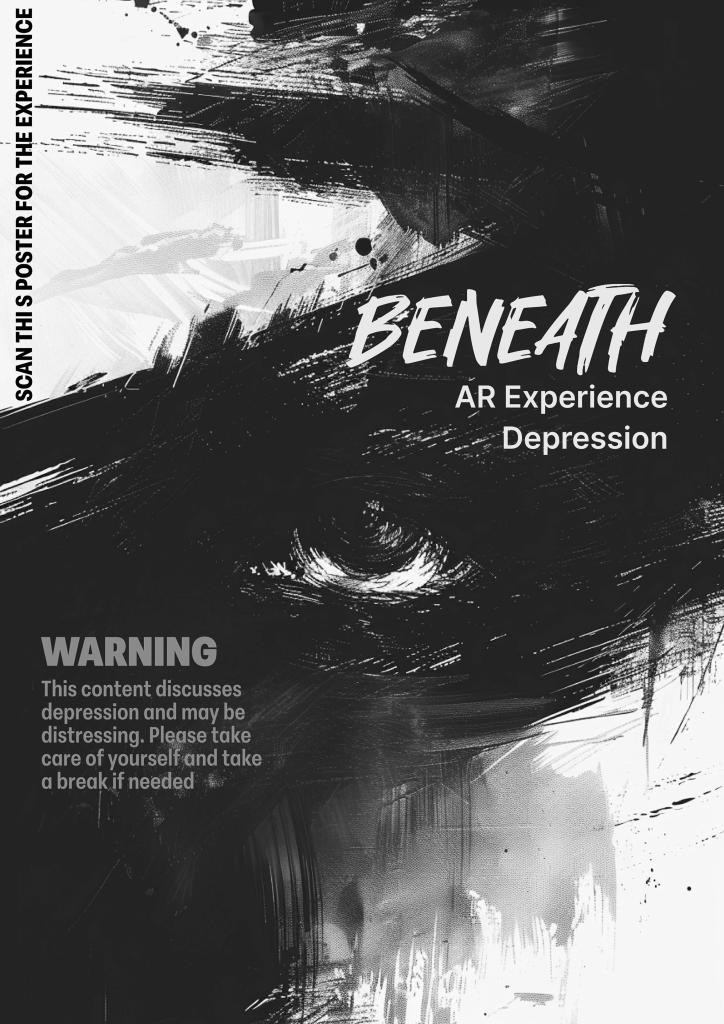 SCAN THI S POSTER FOR THE EXPERIENCE
BENEATH
AR Experience
Depression
WARNING
This content discusses
depression and may be
distressing. Please take
care of yourself and take
a break if needed